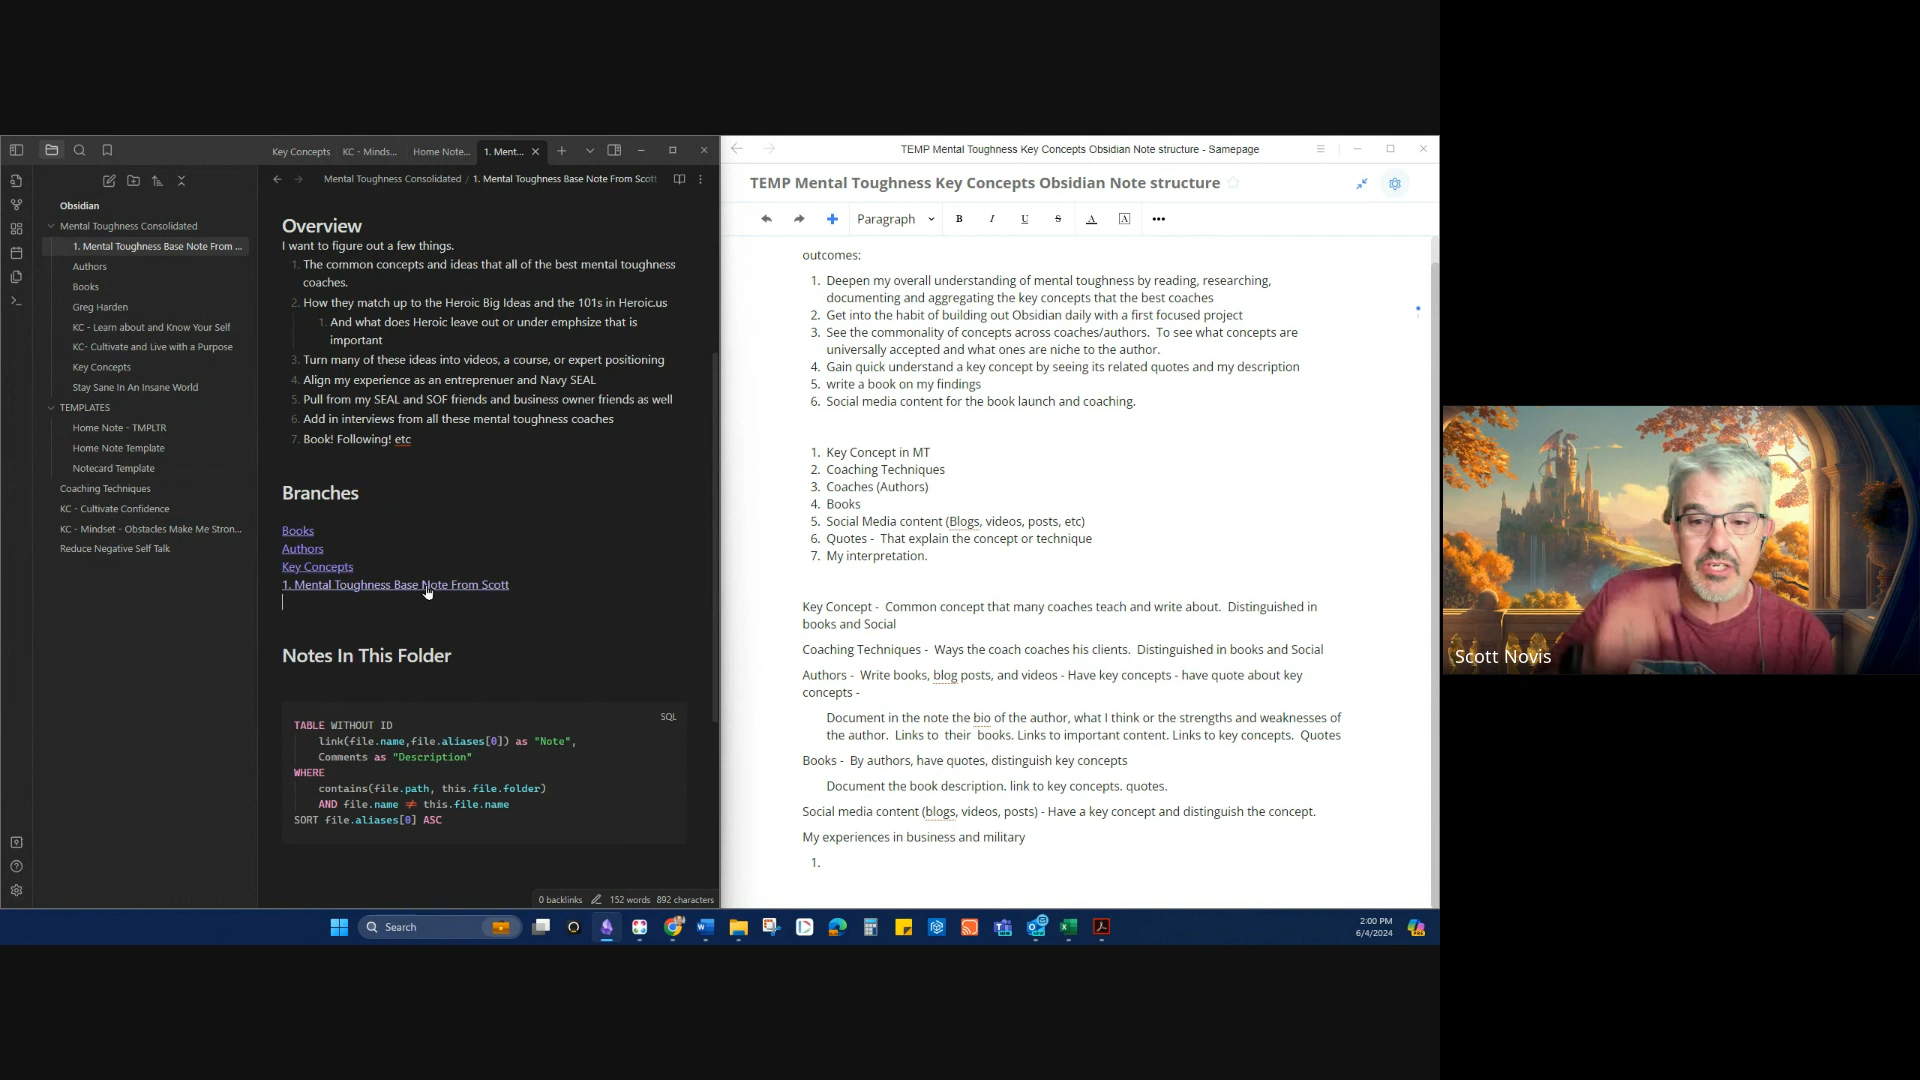 Key Concepts
KC - Minds...
Home Note...
1. Ment...
Obsidian
Mental Toughness Consolidated
1. Mental Toughness Base Note From ...
Authors
Books
Greg Harden
KC - Learn about and Know Your Self
KC- Cultivate and Live with a Purpose
Key Concepts
Stay Sane In An Insane World
TEMPLATES
Home Note - TMPLTR
Home Note Template
Notecard Template
Coaching Techniques
KC - Cultivate Confidence
KC - Mindset - Obstacles Make Me Stron...
Reduce Negative Self Talk
Mental Toughness Consolidated / 1. Mental Toughness Base Note From Scott
Overview
I want to figure out a few things.
1. The common concepts and ideas that all of the best mental toughness
coaches.
2. How they match up to the Heroic Big Ideas and the 101s in Heroic.us
1. And what does Heroic leave out or under emphsize that is
important
3. Turn many of these ideas into videos, a course, or expert positioning
4. Align my experience as an entreprenuer and Navy SEAL
5. Pull from my SEAL and SOF friends and business owner friends as well
6. Add in interviews from all these mental toughness coaches
7. Book! Following! etc
Branches
Books
Authors
Key Concepts
1. Mental Toughness Base Note From Scott
Notes In This Folder
SQL
TABLE WITHOUT ID
link(file.name,file.aliases[0]) as "Note",
Comments as "Description"
WHERE
contains(file.path, this.file.folder)
AND file.name ≠ this.file.name
SORT file.aliases[0] ASC
0 backlinks 152 words 892 characters
TEMP Mental Toughness Key Concepts Obsidian Note structure - Samepage
TEMP Mental Toughness Key Concepts Obsidian Note structure
Paragraph B I U S A A
outcomes:
1. Deepen my overall understanding of mental toughness by reading, researching,
documenting and aggregating the key concepts that the best coaches
2. Get into the habit of building out Obsidian daily with a first focused project
3. See the commonality of concepts across coaches/authors. To see what concepts are
universally accepted and what ones are niche to the author.
4. Gain quick understand a key concept by seeing its related quotes and my description
5. write a book on my findings
6. Social media content for the book launch and coaching.
1. Key Concept in MT
2. Coaching Techniques
3. Coaches (Authors)
4. Books
5. Social Media content (Blogs, videos, posts, etc)
6. Quotes - That explain the concept or technique
7. My interpretation.
Key Concept - Common concept that many coaches teach and write about. Distinguished in
books and Social
Coaching Techniques - Ways the coach coaches his clients. Distinguished in books and Social
Authors - Write books, blog posts, and videos - Have key concepts - have quote about key
concepts -
Document in the note the bio of the author, what I think or the strengths and weaknesses of
the author. Links to their books. Links to important content. Links to key concepts. Quotes
Books - By authors, have quotes, distinguish key concepts
Document the book description. link to key concepts. quotes.
Social media content (blogs, videos, posts) - Have a key concept and distinguish the concept.
My experiences in business and military
1.
Search
2:00 PM
6/4/2024
Scott Novis